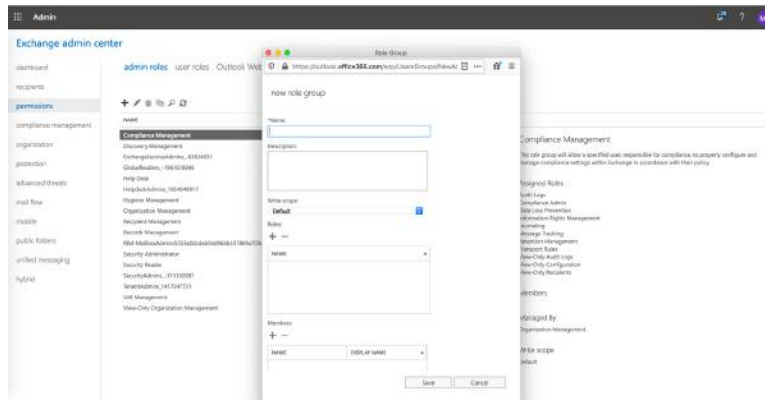 Admin
?
Exchange admin center
dashboard
recipients
permissions
compliance management
organization
protection
advanced threats
mail flow
mobile
public folders
unified messaging
hybrid
admin roles user roles Outlook Web
NAME
Compliance Management
Discovery Management
Help Desk
Hygiene Management
Organization Management
Recipient Management
Records Management
Security Administrator
Security Reader
UM Management
View-Only Organization Management
Role Group
new role group
*Name:
Description:
Write scope:
Default
Roles:
NAME
Members:
NAME DISPLAY NAME
Save Cancel
Compliance Management
This role group will allow a specified user, responsible for compliance, to properly configure and
manage compliance settings within Exchange in accordance with their policy.
Assigned Roles
Audit Logs
Compliance Admin
Data Loss Prevention
Information Rights Management
Journaling
Message Tracking
Retention Management
Transport Rules
View-Only Audit Logs
View-Only Configuration
View-Only Recipients
Members
Managed By
Organization Management
Write scope
Default